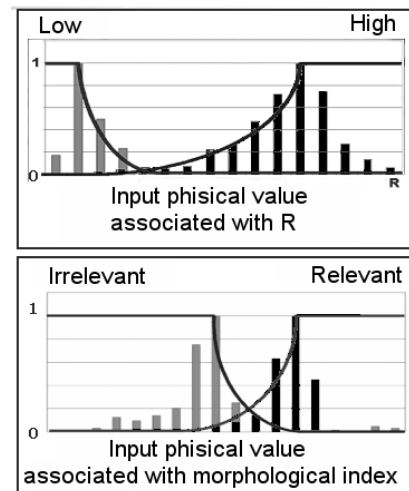 Low High
1
0
R
Input phisical value
associated with R
Irrelevant Relevant
1
0
Input phisical value
associated with morphological index